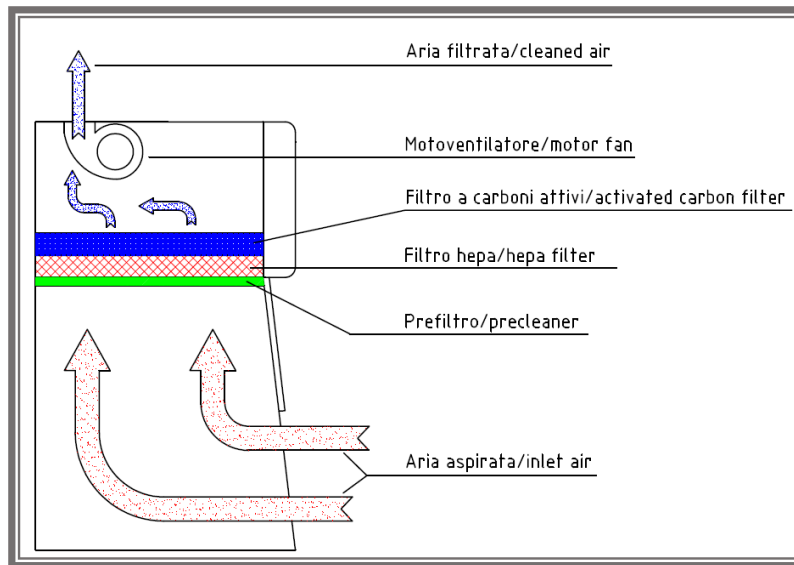 Aria filtrata/cleaned air
Motoventilatore/motor fan
Filtro a carboni attivi/activated carbon filter
Filtro hepa/hepa filter
Prefiltro/precleaner
Aria aspirata/inlet air